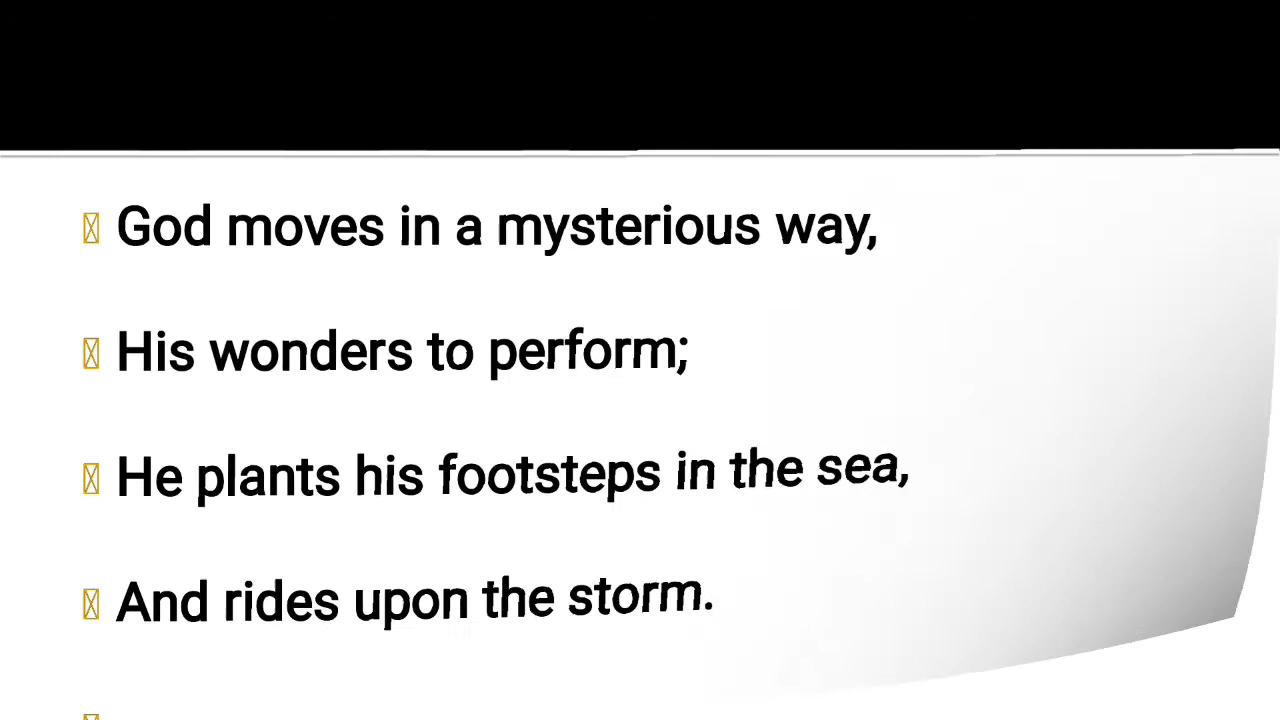 God moves in a mysterious way,
His wonders to perform;
He plants his footsteps in the sea,
And rides upon the storm.